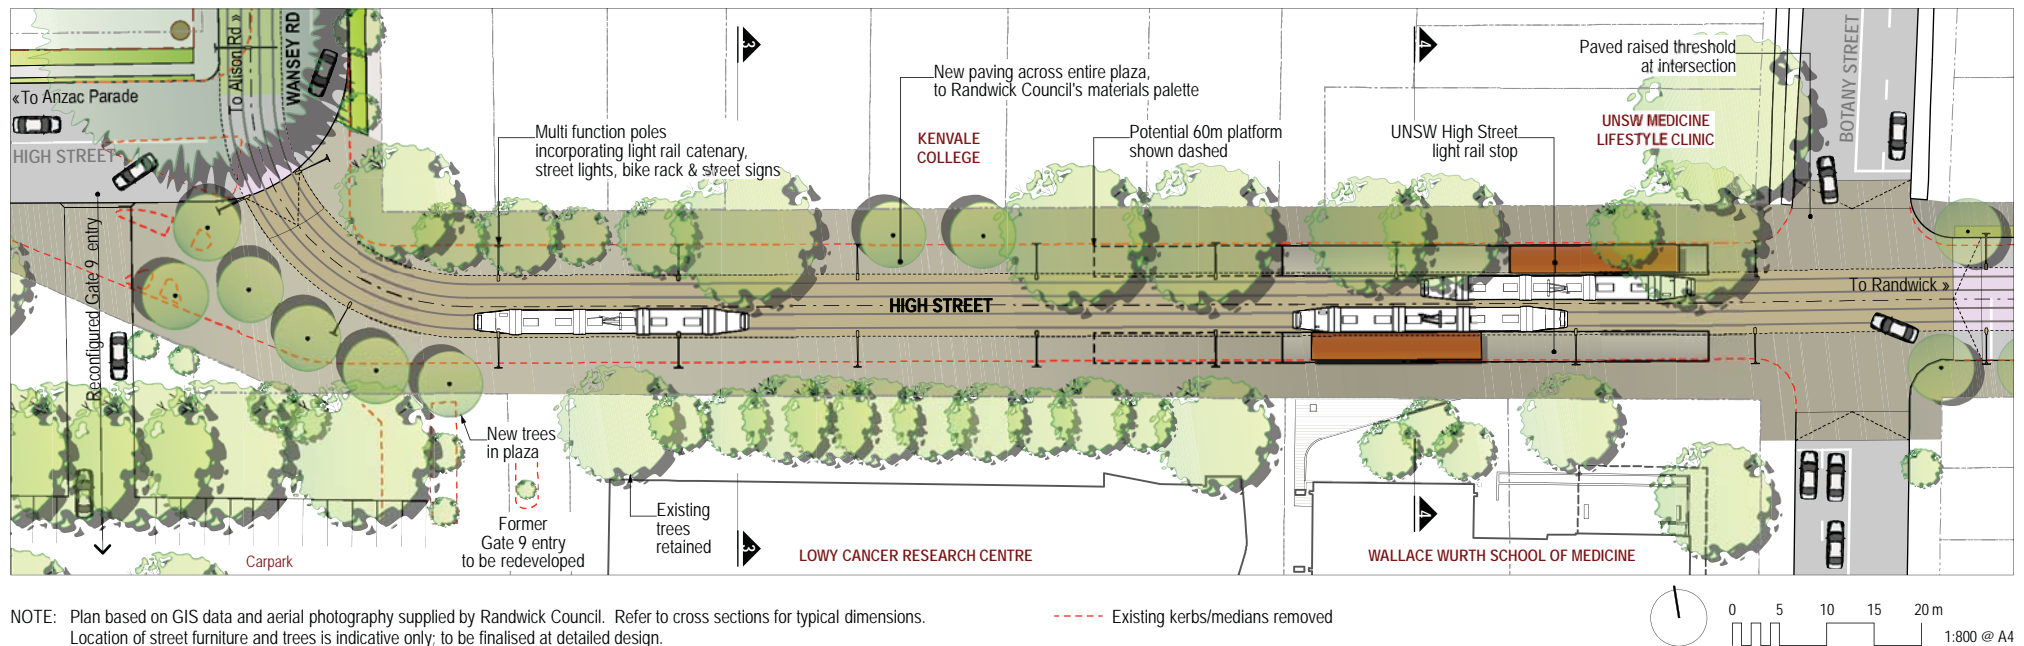 To Alison Rd »
WANSEY RD
«To Anzac Parade
HIGH STREET
Reconfigured Gate 9 entry
Multi function poles
incorporating light rail catenary,
street lights, bike rack & street signs
3
New paving across entire plaza,
to Randwick Council's materials palette
KENVALE
COLLEGE
Potential 60m platform
shown dashed
4
UNSW High Street
light rail stop
Paved raised threshold
at intersection
UNSW MEDICINE
LIFESTYLE CLINIC
BOTANY STREET
HIGH STREET
To Randwick »
New trees
in plaza
Former
Gate 9 entry
to be redeveloped
Existing
trees
retained
Carpark
3
LOWY CANCER RESEARCH CENTRE
4
WALLACE WURTH SCHOOL OF MEDICINE
NOTE: Plan based on GIS data and aerial photography supplied by Randwick Council. Refer to cross sections for typical dimensions.
Location of street furniture and trees is indicative only; to be finalised at detailed design.
Existing kerbs/medians removed
0 5 10 15 20 m
1:800 @ A4